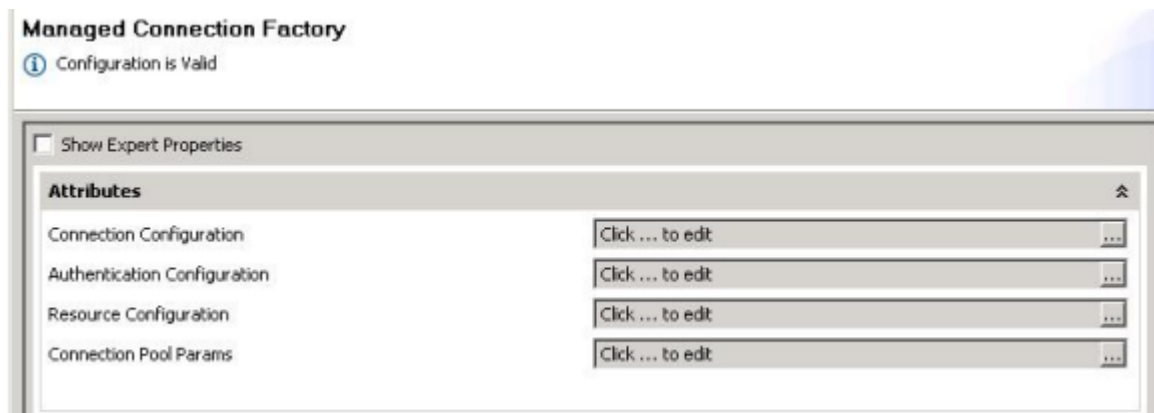 Managed Connection Factory
Configuration is Valid
Show Expert Properties
Attributes
Connection Configuration Click ... to edit ...
Authentication Configuration Click ... to edit ...
Resource Configuration Click ... to edit ...
Connection Pool Params Click ... to edit ...